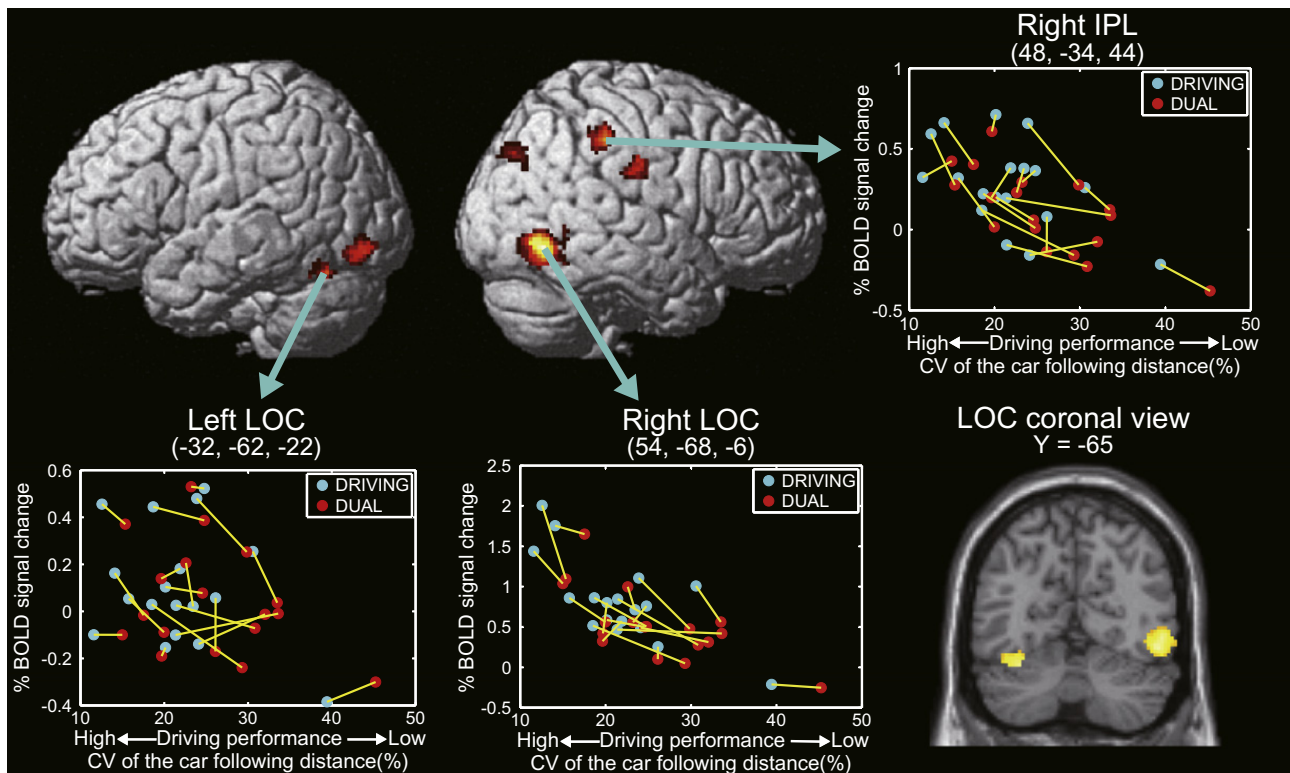 Right IPL
(48, -34, 44)
% BOLD signal change
1
0.5
0
-0.5
DRIVING
DUAL
10 20 30 40 50
High Driving performance Low
CV of the car following distance(%)
Left LOC
(-32, -62, -22)
% BOLD signal change
0.6
0.4
0.2
0
-0.2
-0.4
DRIVING
DUAL
10 20 30 40 50
High Driving performance Low
CV of the car following distance(%)
Right LOC
(54, -68, -6)
% BOLD signal change
2.5
2
1.5
1
0.5
0
-0.5
DRIVING
DUAL
10 20 30 40 50
High Driving performance Low
CV of the car following distance(%)
LOC coronal view
Y = -65